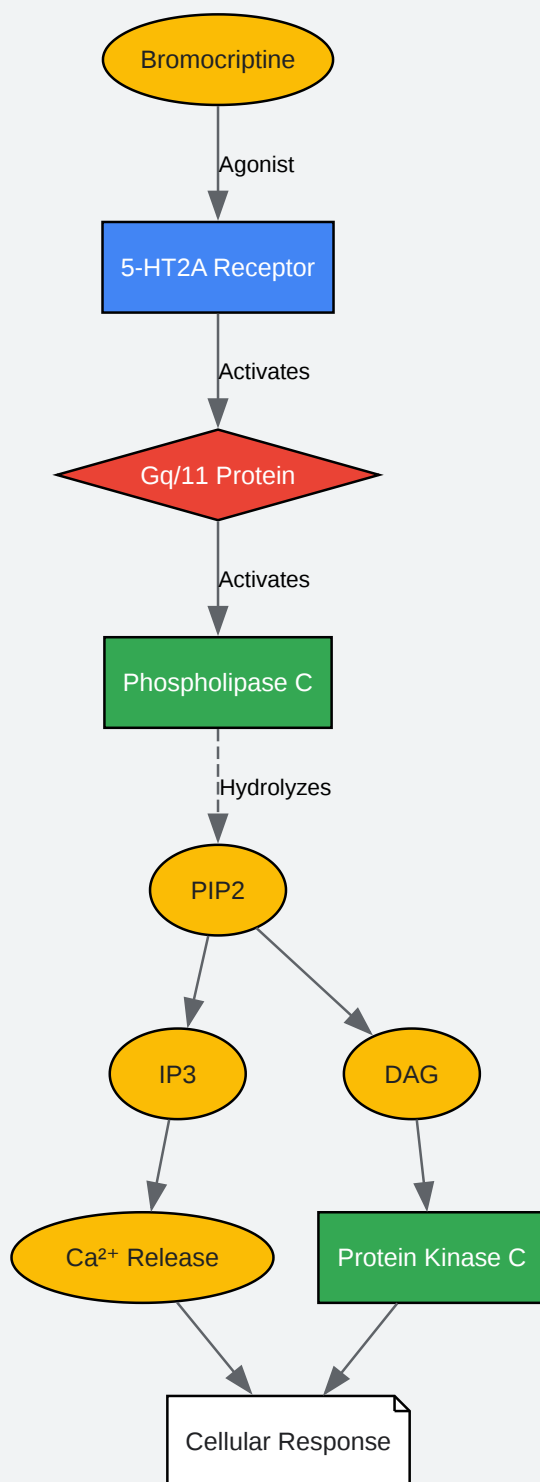 Bromocriptine
Agonist
5-HT2A Receptor
Activates
Gq/11 Protein
Activates
Phospholipase C
Hydrolyzes
PIP2
IP3
DAG
Ca²⁺ Release
Protein Kinase C
Cellular Response